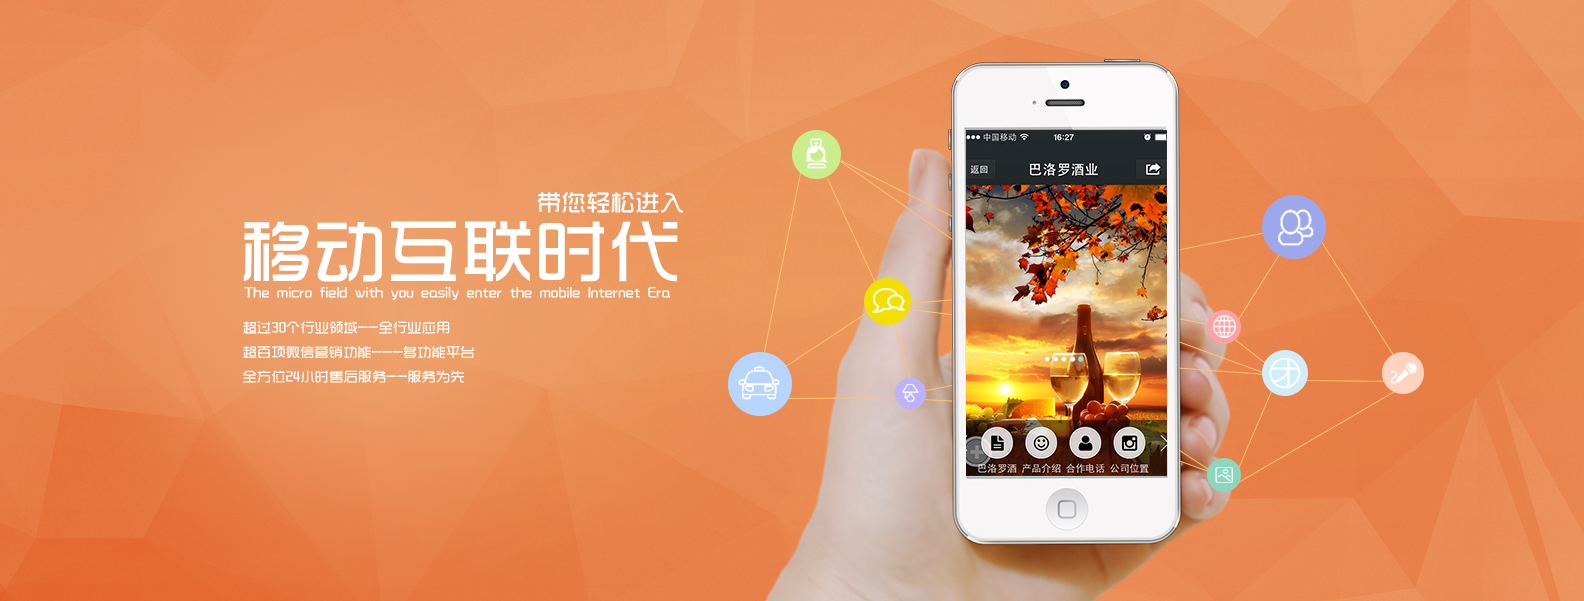 带您轻松进入
移动互联时代
The micro field with you easily enter the mobile Internet Era
超过30个行业领域--全行业应用
超百项微信营销功能---多功能平台
全方位24小时售后服务--服务为先
中国移动 16:27
返回 巴洛罗酒业
巴洛罗酒 产品介绍 合作电话 公司位置
团